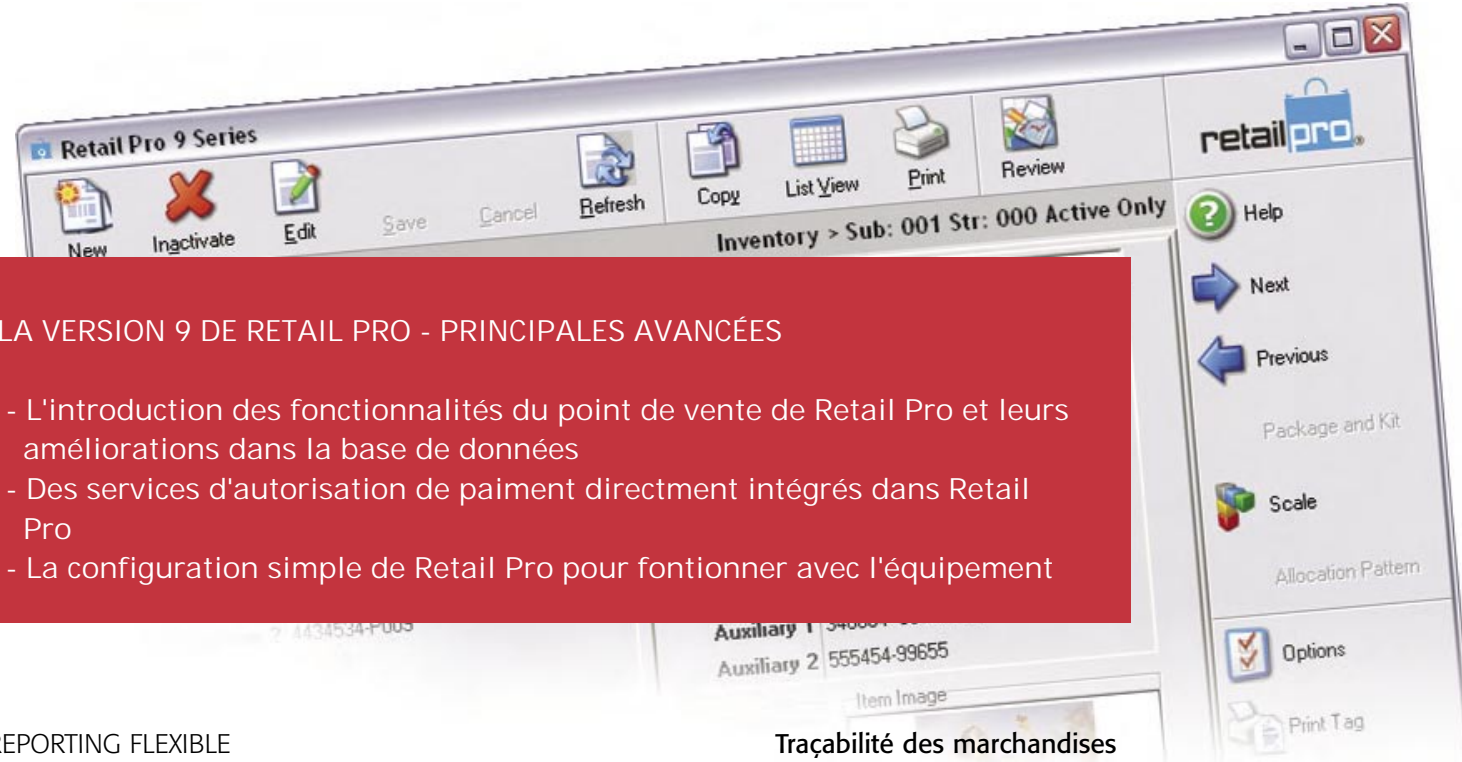 Retail Pro 9 Series
retailpro®
New
Inactivate
Edit
Save
Cancel
Refresh
Copy
List View
Print
Review
Inventory > Sub: 001 Str: 000 Active Only
Help
Next
Previous
Package and Kit
Scale
Allocation Pattern
Options
Print Tag
LA VERSION 9 DE RETAIL PRO - PRINCIPALES AVANCÉES
- L'introduction des fonctionnalités du point de vente de Retail Pro et leurs
améliorations dans la base de données
- Des services d'autorisation de paiment directment intégrés dans Retail
Pro
- La configuration simple de Retail Pro pour fontionner avec l'équipement
Auxiliary 1
Auxiliary 2 555454-99655
Item Image
REPORTING FLEXIBLE
Traçabilité des marchandises